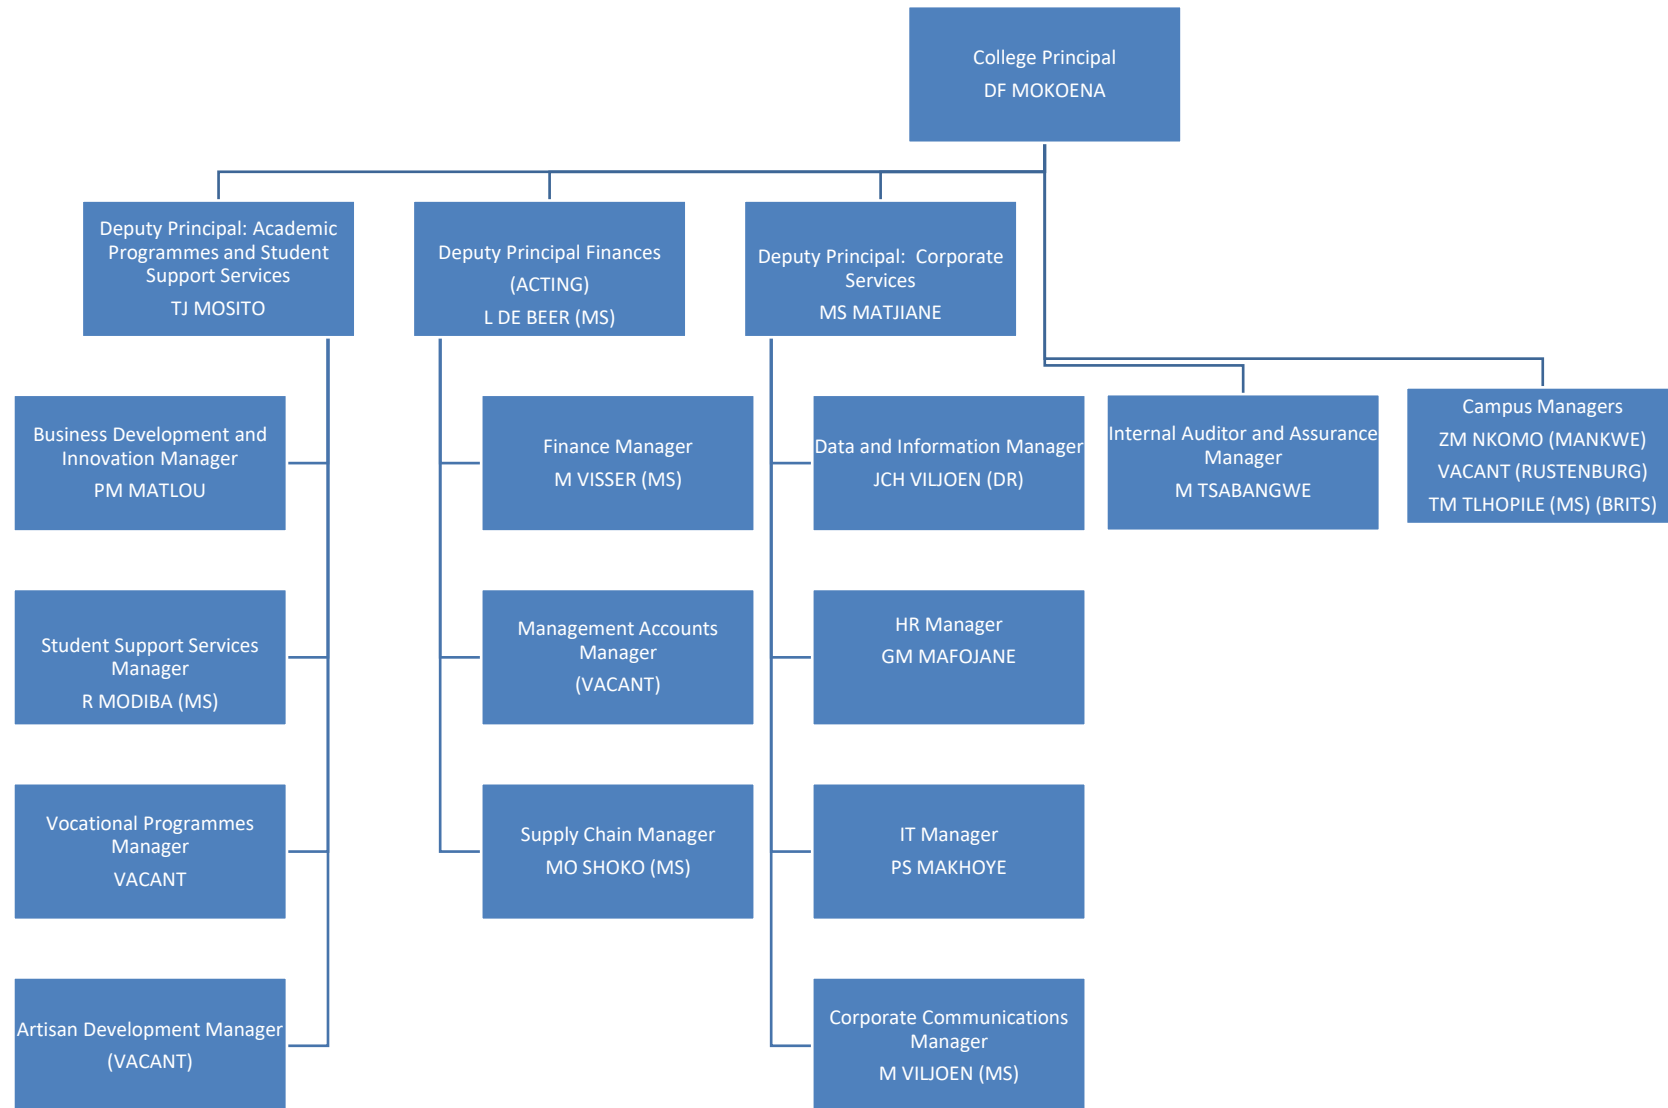 College Principal
DF MOKOENA
Deputy Principal: Academic
Programmes and Student
Support Services
TJ MOSITO
Deputy Principal Finances
(ACTING)
L DE BEER (MS)
Deputy Principal: Corporate
Services
MS MATJIANE
Business Development and
Innovation Manager
PM MATLOU
Finance Manager
M VISSER (MS)
Data and Information Manager
JCH VILJOEN (DR)
Internal Auditor and Assurance
Manager
M TSABANGWE
Campus Managers
ZM NKOMO (MANKWE)
VACANT (RUSTENBURG)
TM TLHOPILE (MS) (BRITS)
Student Support Services
Manager
R MODIBA (MS)
Management Accounts
Manager
(VACANT)
HR Manager
GM MAFOJANE
Vocational Programmes
Manager
VACANT
Supply Chain Manager
MO SHOKO (MS)
IT Manager
PS MAKHOYE
Artisan Development Manager
(VACANT)
Corporate Communications
Manager
M VILJOEN (MS)